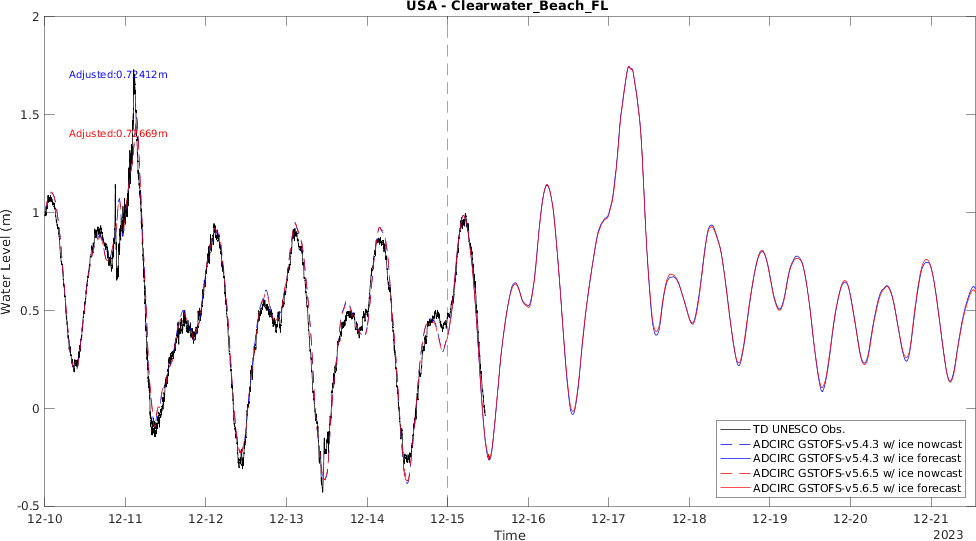 USA - Clearwater_Beach_FL
2
1.5
1
0.5
0
-0.5
Water Level (m)
Adjusted:0.72412m
TD UNESCO Obs.
ADCIRC GSTOFS-v5.4.3 w/ ice nowcast
ADCIRC GSTOFS-v5.4.3 w/ ice forecast
ADCIRC GSTOFS-v5.6.5 w/ ice nowcast
ADCIRC GSTOFS-v5.6.5 w/ ice forecast
12-10 12-11 12-12 12-13 12-14 12-15 12-16 12-17 12-18 12-19 12-20 12-21
2023
Time